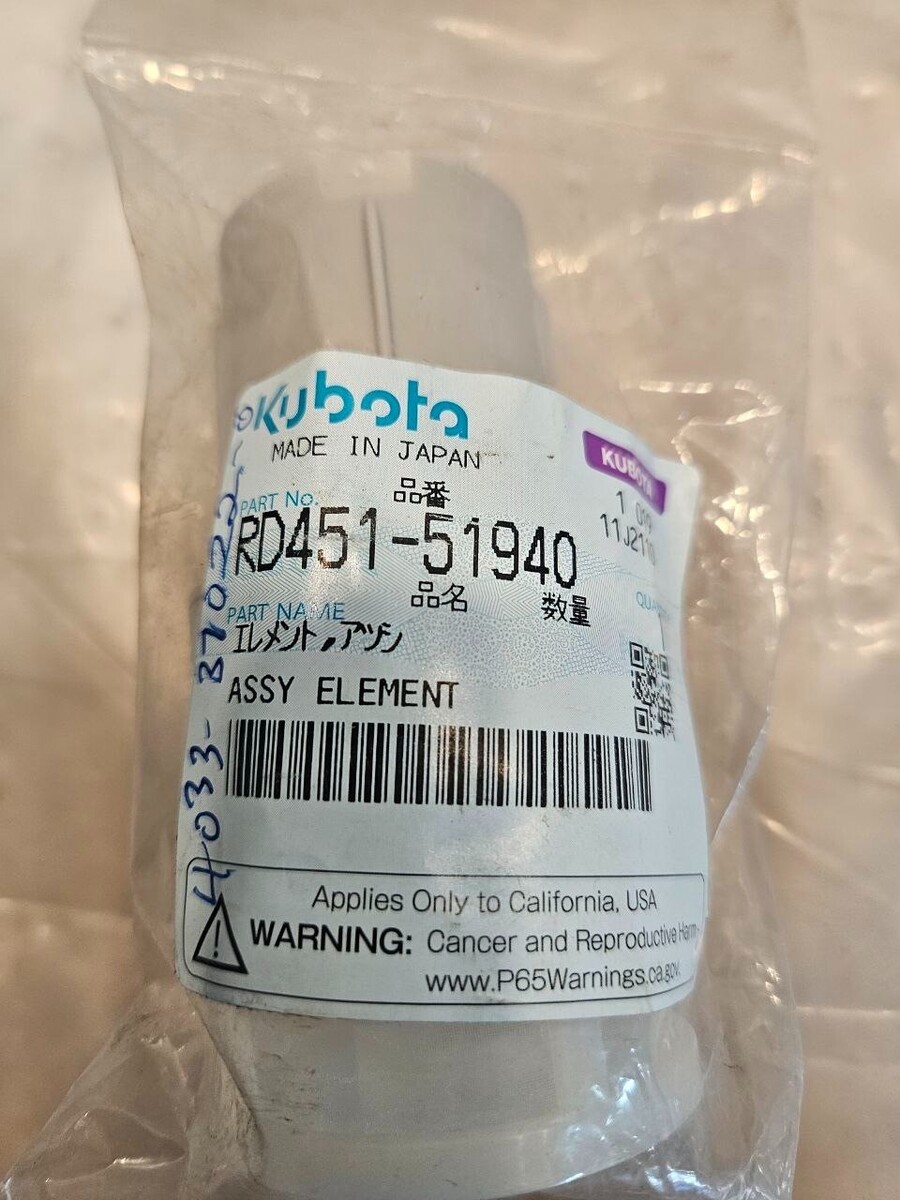 Kubota
MADE IN JAPAN
KUBOTA
品番
PART No.
RD451-51940
品名
数量
PART NAME
エレメント,アツシ
ASSY ELEMENT
Applies Only to California, USA
WARNING: Cancer and Reproductive Harm-
www.P65Warnings.ca.gov.